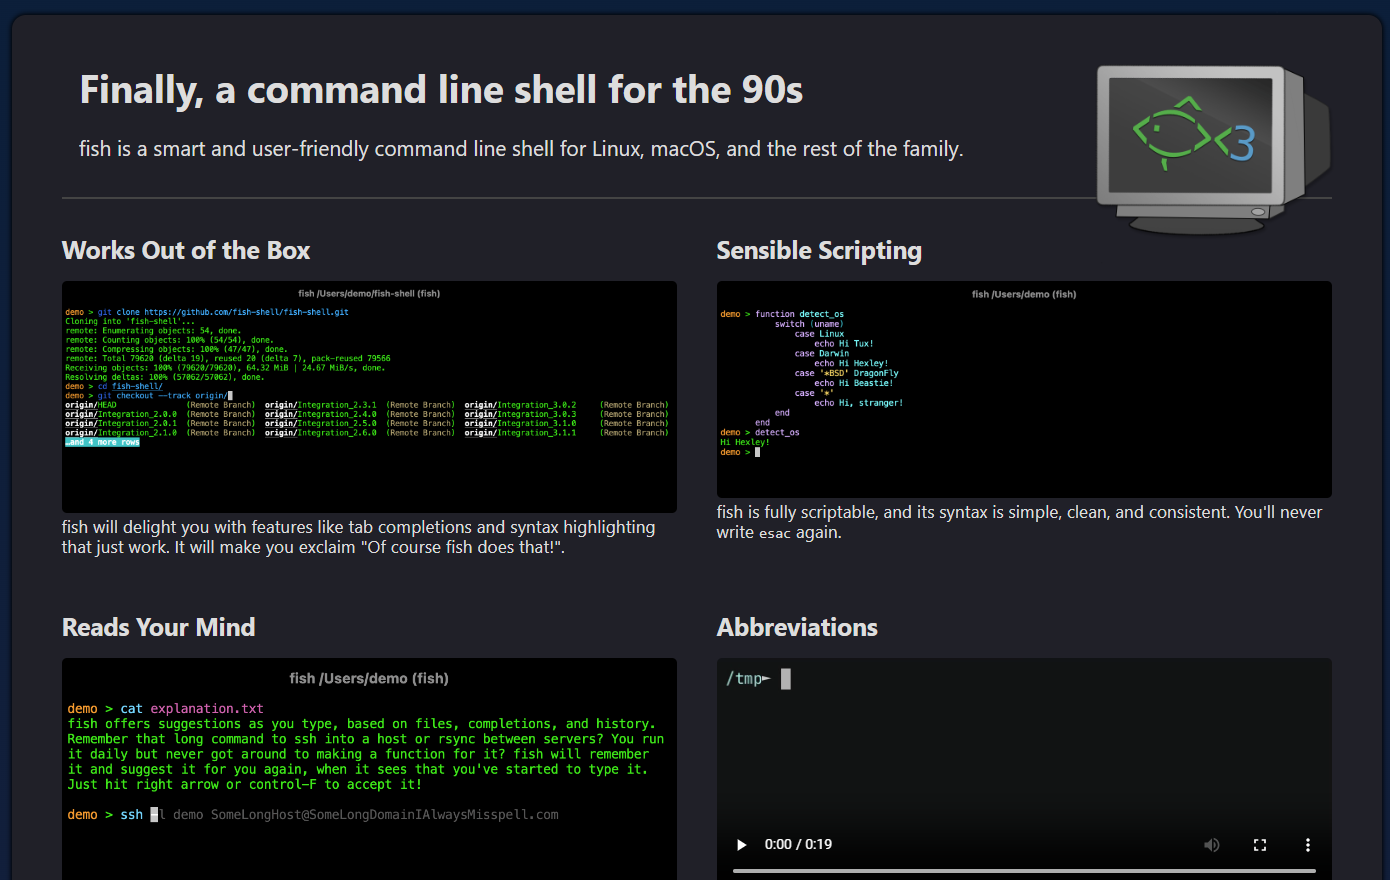 Finally, a command line shell for the 90s
fish is a smart and user-friendly command line shell for Linux, macOS, and the rest of the family.
<3
Works Out of the Box
fish /Users/demo/fish-shell (fish)
demo > git clone https://github.com/fish-shell/fish-shell.git
Cloning into 'fish-shell'...
remote: Enumerating objects: 54, done.
remote: Counting objects: 100% (54/54), done.
remote: Compressing objects: 100% (47/47), done.
remote: Total 79620 (delta 19), reused 20 (delta 7), pack-reused 79566
Receiving objects: 100% (79620/79620), 64.32 MiB | 24.67 MiB/s, done.
Resolving deltas: 100% (57062/57062), done.
demo > cd fish-shell/
demo > git checkout --track origin/
origin/HEAD (Remote Branch) origin/Integration_2.3.1 (Remote Branch) origin/Integration_3.0.2 (Remote Branch)
origin/Integration_2.0.0 (Remote Branch) origin/Integration_2.4.0 (Remote Branch) origin/Integration_3.0.3 (Remote Branch)
origin/Integration_2.0.1 (Remote Branch) origin/Integration_2.5.0 (Remote Branch) origin/Integration_3.1.0 (Remote Branch)
origin/Integration_2.1.0 (Remote Branch) origin/Integration_2.6.0 (Remote Branch) origin/Integration_3.1.1 (Remote Branch)
…and 4 more rows
fish will delight you with features like tab completions and syntax highlighting
that just work. It will make you exclaim "Of course fish does that!".
Sensible Scripting
fish /Users/demo (fish)
demo > function detect_os
switch (uname)
case Linux
echo Hi Tux!
case Darwin
echo Hi Hexley!
case '*BSD' DragonFly
echo Hi Beastie!
case '*'
echo Hi, stranger!
end
end
demo > detect_os
Hi Hexley!
demo >
fish is fully scriptable, and its syntax is simple, clean, and consistent. You'll never
write esac again.
Reads Your Mind
fish /Users/demo (fish)
demo > cat explanation.txt
fish offers suggestions as you type, based on files, completions, and history.
Remember that long command to ssh into a host or rsync between servers? You run
it daily but never got around to making a function for it? fish will remember
it and suggest it for you again, when it sees that you've started to type it.
Just hit right arrow or control-F to accept it!
demo > ssh -l demo SomeLongHost@SomeLongDomainIAlwaysMisspell.com
Abbreviations
/tmp►
0:00 / 0:19